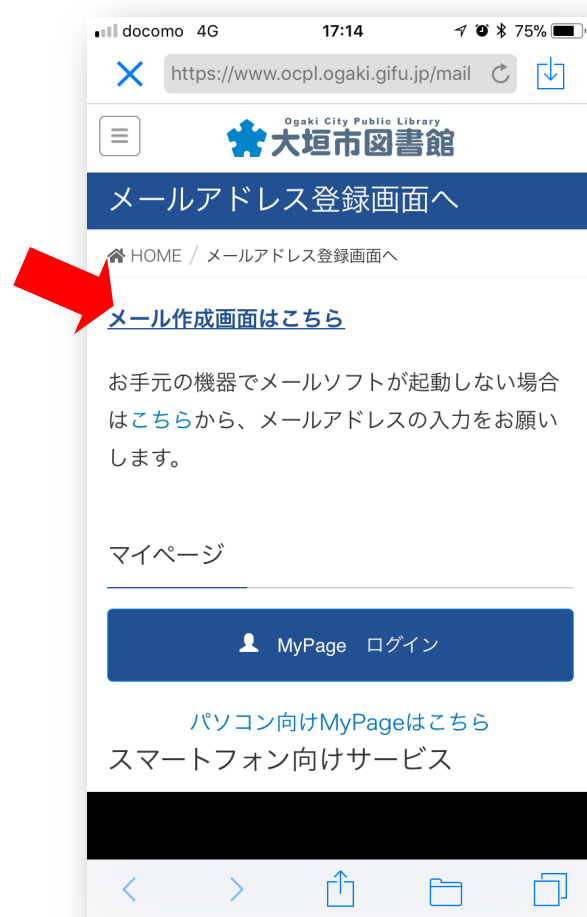 docomo 4G 17:14 75%
https://www.ocpl.ogaki.gifu.jp/mail
Ogaki City Public Library
大垣市図書館
メールアドレス登録画面へ
HOME / メールアドレス登録画面へ
メール作成画面はこちら
お手元の機器でメールソフトが起動しない場合
はこちらから、メールアドレスの入力をお願い
します。
マイページ
MyPage ログイン
パソコン向けMyPageはこちら
スマートフォン向けサービス